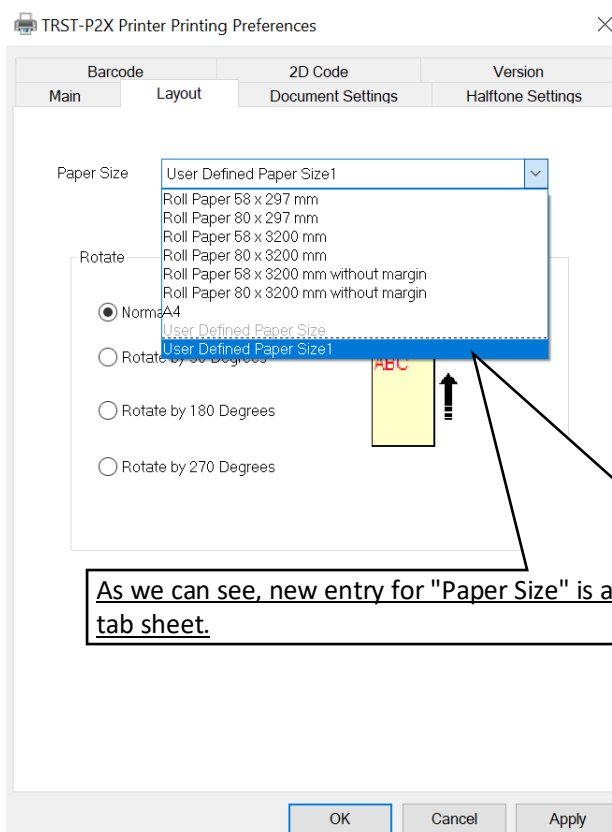 TRST-P2X Printer Printing Preferences
Barcode 2D Code Version
Main Layout Document Settings Halftone Settings
Paper Size User Defined Paper Size1
Roll Paper 58 x 297 mm
Roll Paper 80 x 297 mm
Roll Paper 58 x 3200 mm
Roll Paper 80 x 3200 mm
Roll Paper 58 x 3200 mm without margin
Roll Paper 80 x 3200 mm without margin
A4
User Defined Paper Size
User Defined Paper Size1
Rotate
Norma
Rotate by 90 Degrees
ABC
Rotate by 180 Degrees
Rotate by 270 Degrees
As we can see, new entry for "Paper Size" is a
tab sheet.
OK Cancel Apply